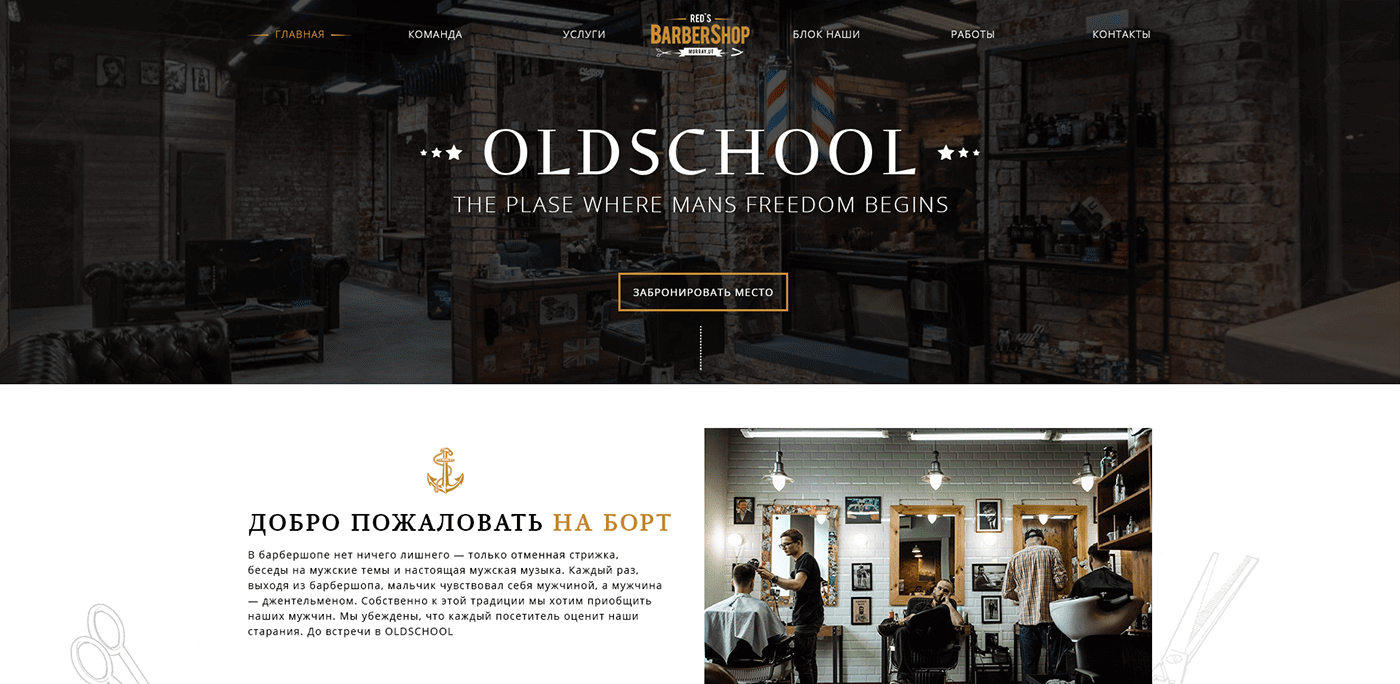 ГЛАВНАЯ КОМАНДА УСЛУГИ
RED'S
BARBERSHOP
MURRAY, UT
БЛОК НАШИ РАБОТЫ КОНТАКТЫ
OLDSCHOOL
THE PLASE WHERE MANS FREEDOM BEGINS
ЗАБРОНИРОВАТЬ МЕСТО
ДОБРО ПОЖАЛОВАТЬ НА БОРТ
В барбершопе нет ничего лишнего — только отменная стрижка,
беседы на мужские темы и настоящая мужская музыка. Каждый раз,
выходя из барбершопа, мальчик чувствовал себя мужчиной, а мужчина
— джентельменом. Собственно к этой традиции мы хотим приобщить
наших мужчин. Мы убеждены, что каждый посетитель оценит наши
старания. До встречи в OLDSCHOOL